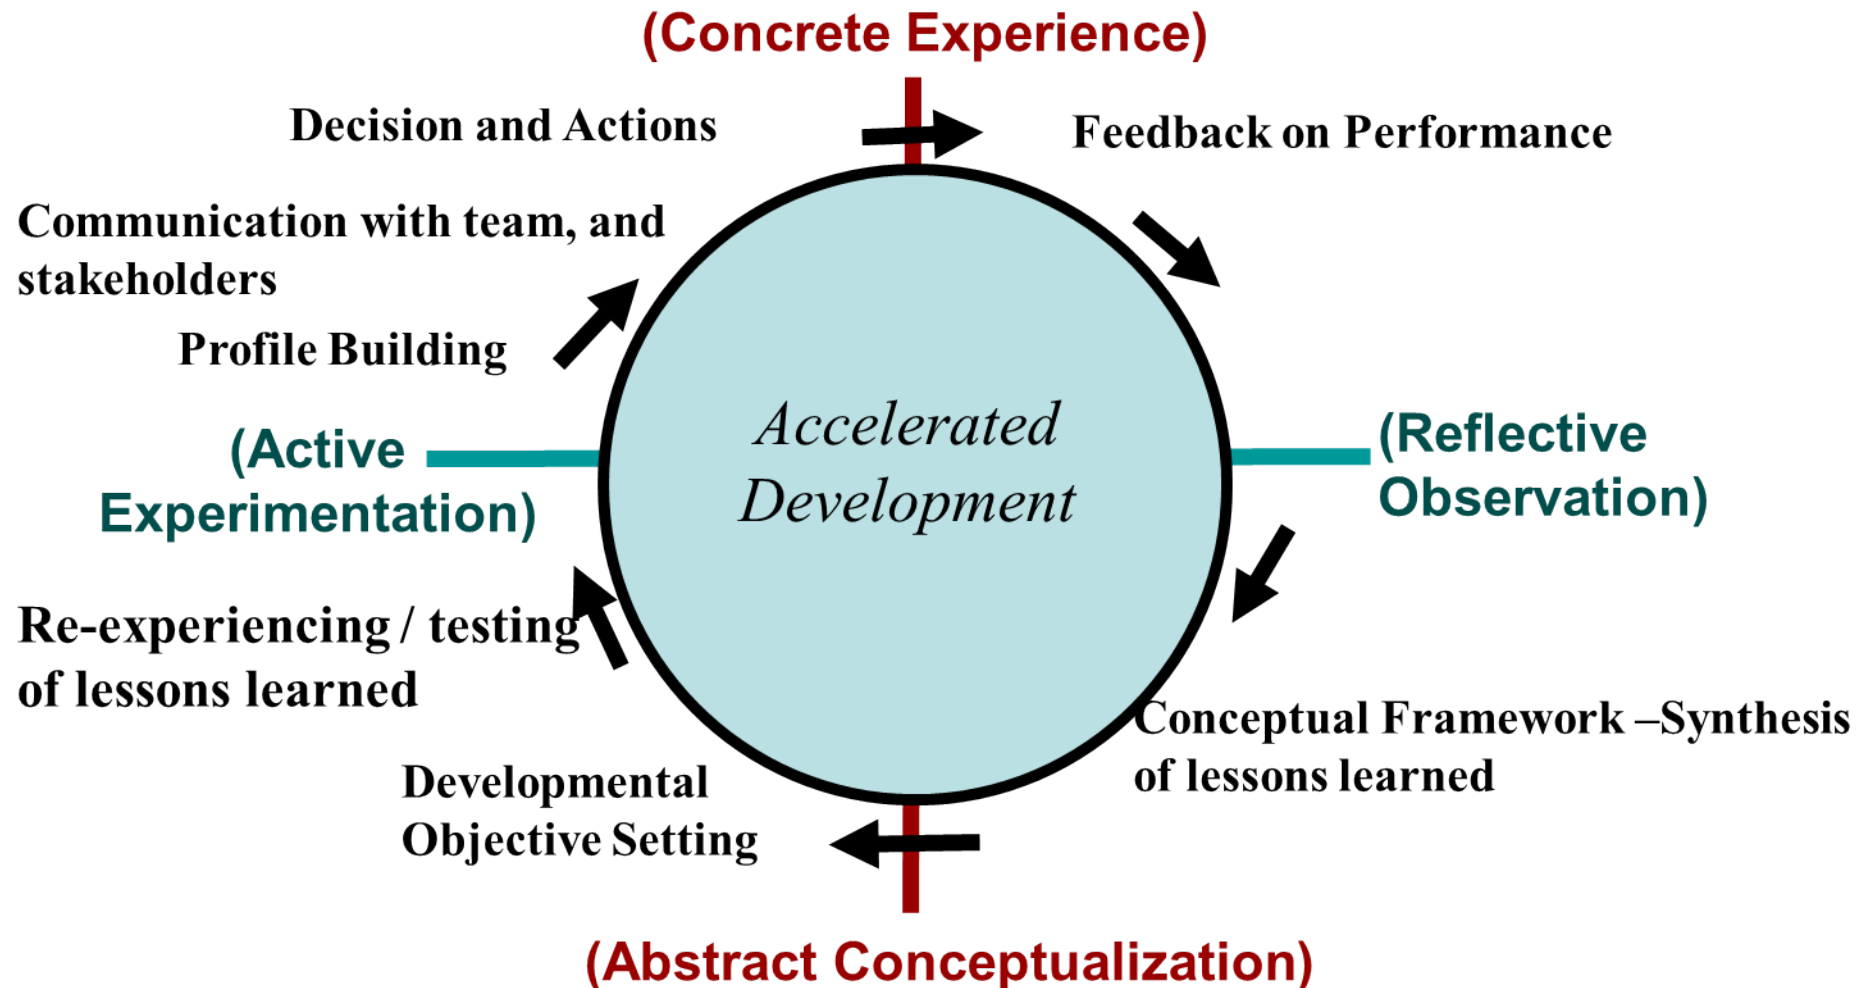 (Concrete Experience)
Decision and Actions
Feedback on Performance
Communication with team, and
stakeholders
Profile Building
(Active
Experimentation)
Accelerated
Development
(Reflective
Observation)
Re-experiencing / testing
of lessons learned
Conceptual Framework –Synthesis
of lessons learned
Developmental
Objective Setting
(Abstract Conceptualization)